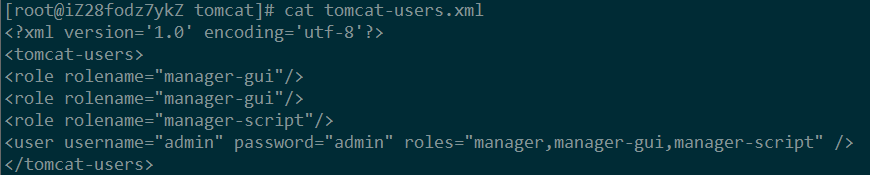 [root@iZ28fodz7ykZ tomcat]# cat tomcat-users.xml
<?xml version='1.0' encoding='utf-8'?>
<tomcat-users>
<role rolename="manager-gui"/>
<role rolename="manager-gui"/>
<role rolename="manager-script"/>
<user username="admin" password="admin" roles="manager,manager-gui,manager-script" />
</tomcat-users>